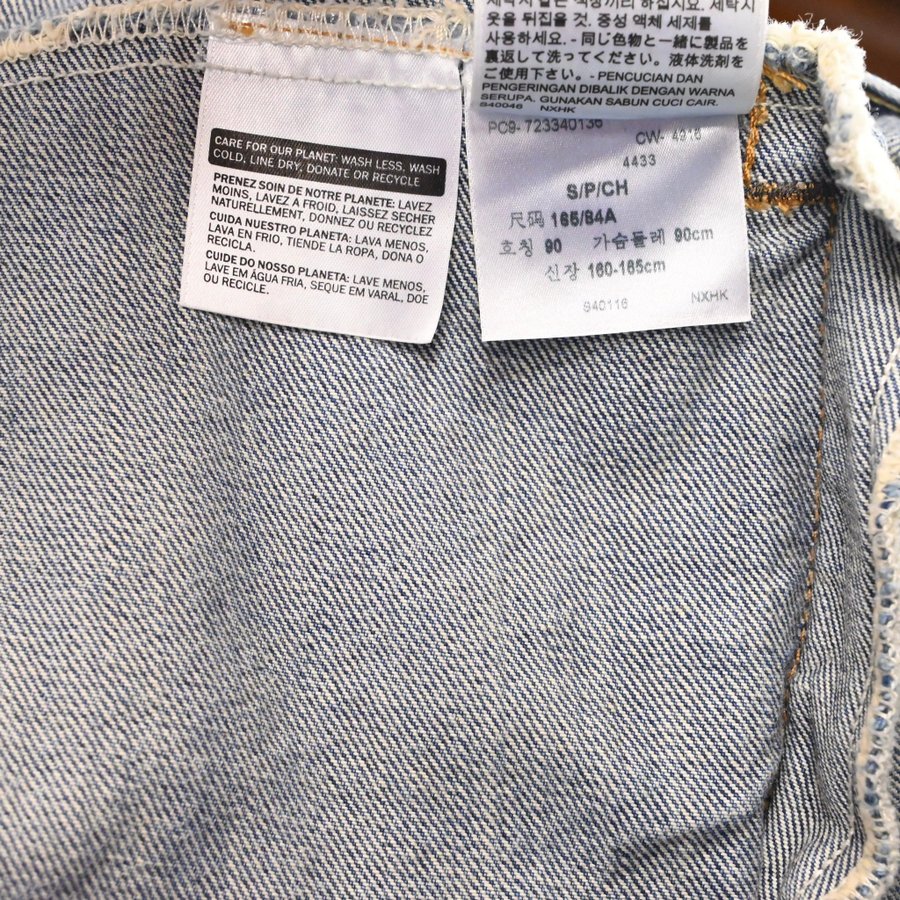 CARE FOR OUR PLANET: WASH LESS, WASH
COLD, LINE DRY, DONATE OR RECYCLE
PRENEZ SOIN DE NOTRE PLANETE: LAVEZ
MOINS, LAVEZ À FROID, LAISSEZ SÉCHER
NATURELLEMENT, DONNEZ OU RECYCLEZ
CUIDA NUESTRO PLANETA: LAVA MENOS,
LAVA EN FRIO, TIENDE LA ROPA, DONA O
RECICLA.
CUIDE DO NOSSO PLANETA: LAVE MENOS,
LAVE EM ÁGUA FRIA, SEQUE EM VARAL, DOE
OU RECICLE.
옷을 뒤집을 것. 중성 액체 세제를
사용하세요. - 同じ色物と一緒に製品を
裏返して洗ってください。液体洗剤を
ご使用下さい。 - PENCUCIAN DAN
PENGERINGAN DIBALIK DENGAN WARNA
SERUPA. GUNAKAN SABUN CUCI CAIR.
S40048 NXHK
PC9- 723340136
CW- 4918
4433
S/P/CH
尺码 165/84A
호칭 90 가슴둘레 90cm
신장 160-165cm
S40116 NXHK